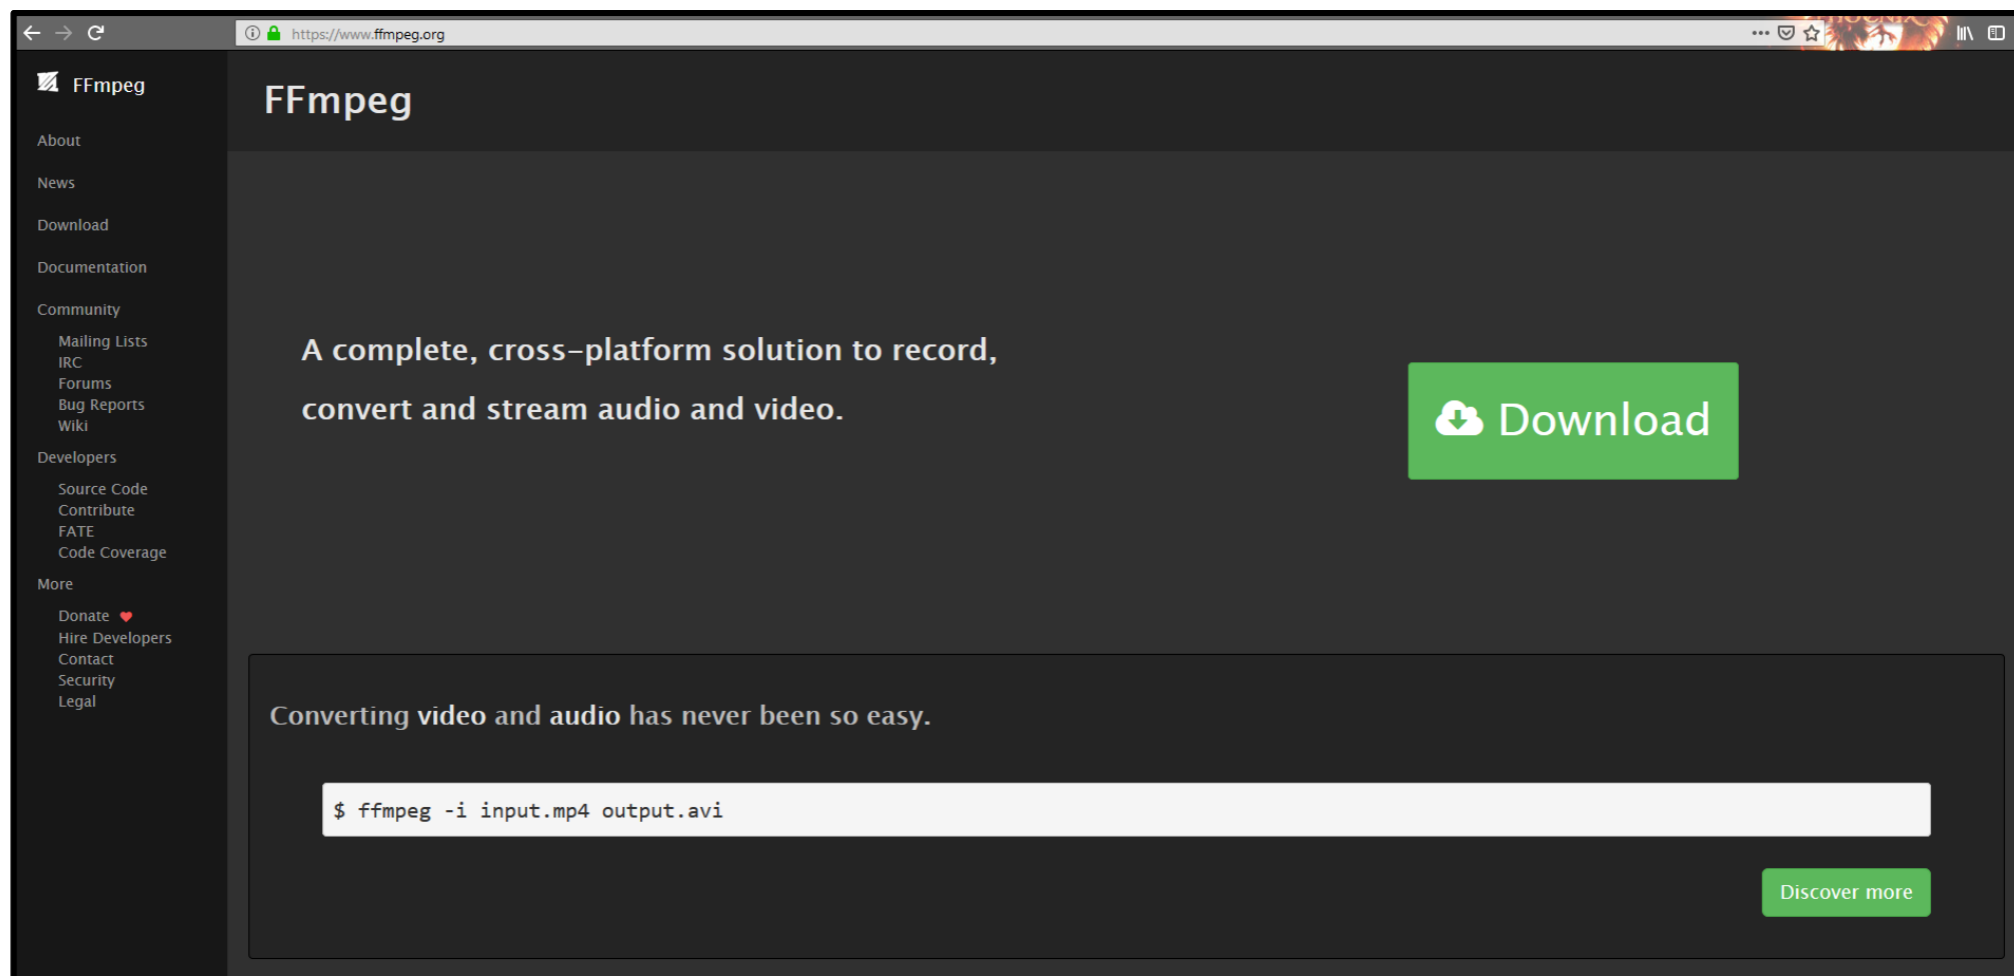 https://www.ffmpeg.org
FFmpeg
About
News
Download
Documentation
Community
Mailing Lists
IRC
Forums
Bug Reports
Wiki
Developers
Source Code
Contribute
FATE
Code Coverage
More
Donate
Hire Developers
Contact
Security
Legal
FFmpeg
A complete, cross-platform solution to record,
convert and stream audio and video.
Download
Converting video and audio has never been so easy.
$ ffmpeg -i input.mp4 output.avi
Discover more